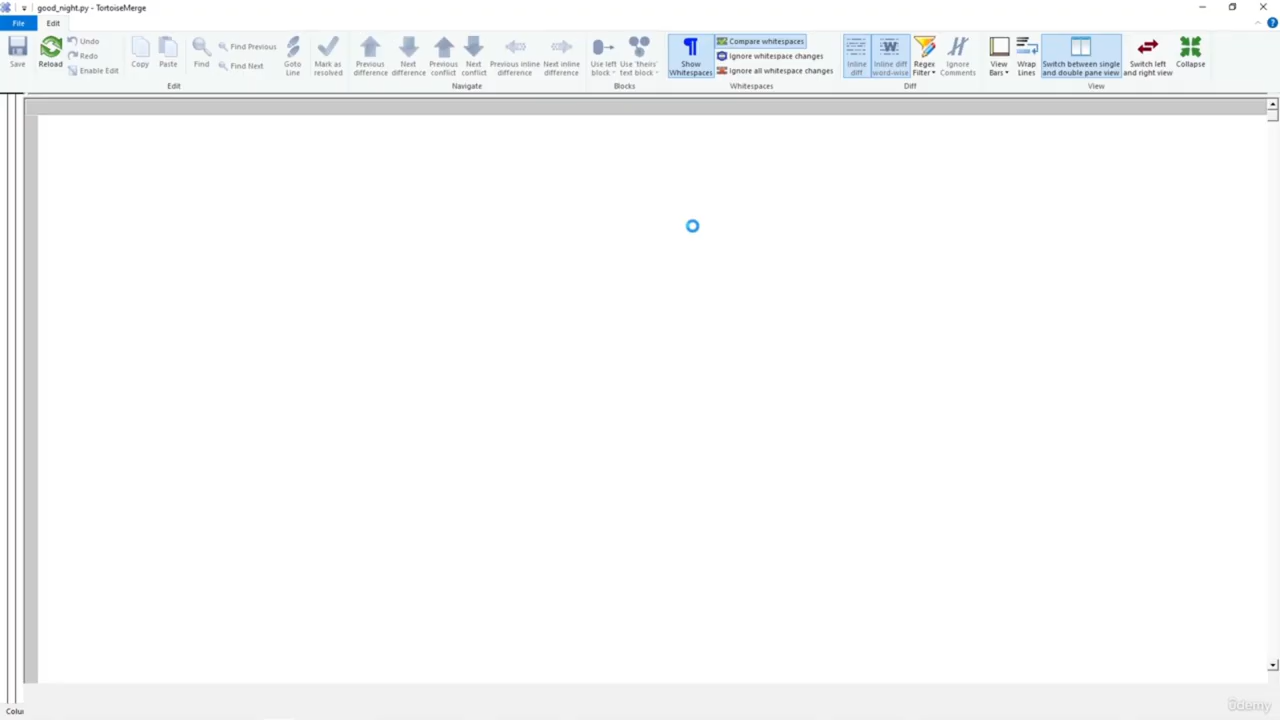 good_night.py - TortoiseMerge
File Edit
Save
Reload
Undo
Redo
Enable Edit
Copy
Paste
Find
Find Previous
Find Next
Goto
Line
Mark as
resolved
Edit
Previous
difference
Next
difference
Previous
conflict
Next
conflict
Previous inline
difference
Next inline
difference
Navigate
Use left
block
Use 'theirs'
text block
Blocks
Show
Whitespaces
Compare whitespaces
Ignore whitespace changes
Ignore all whitespace changes
Whitespaces
Inline
diff
Inline diff
word-wise
Regex
Filter
Ignore
Comments
Diff
View
Bars
Wrap
Lines
Switch between single
and double pane view
Switch left
and right view
Collapse
View
Colu
ûdemy